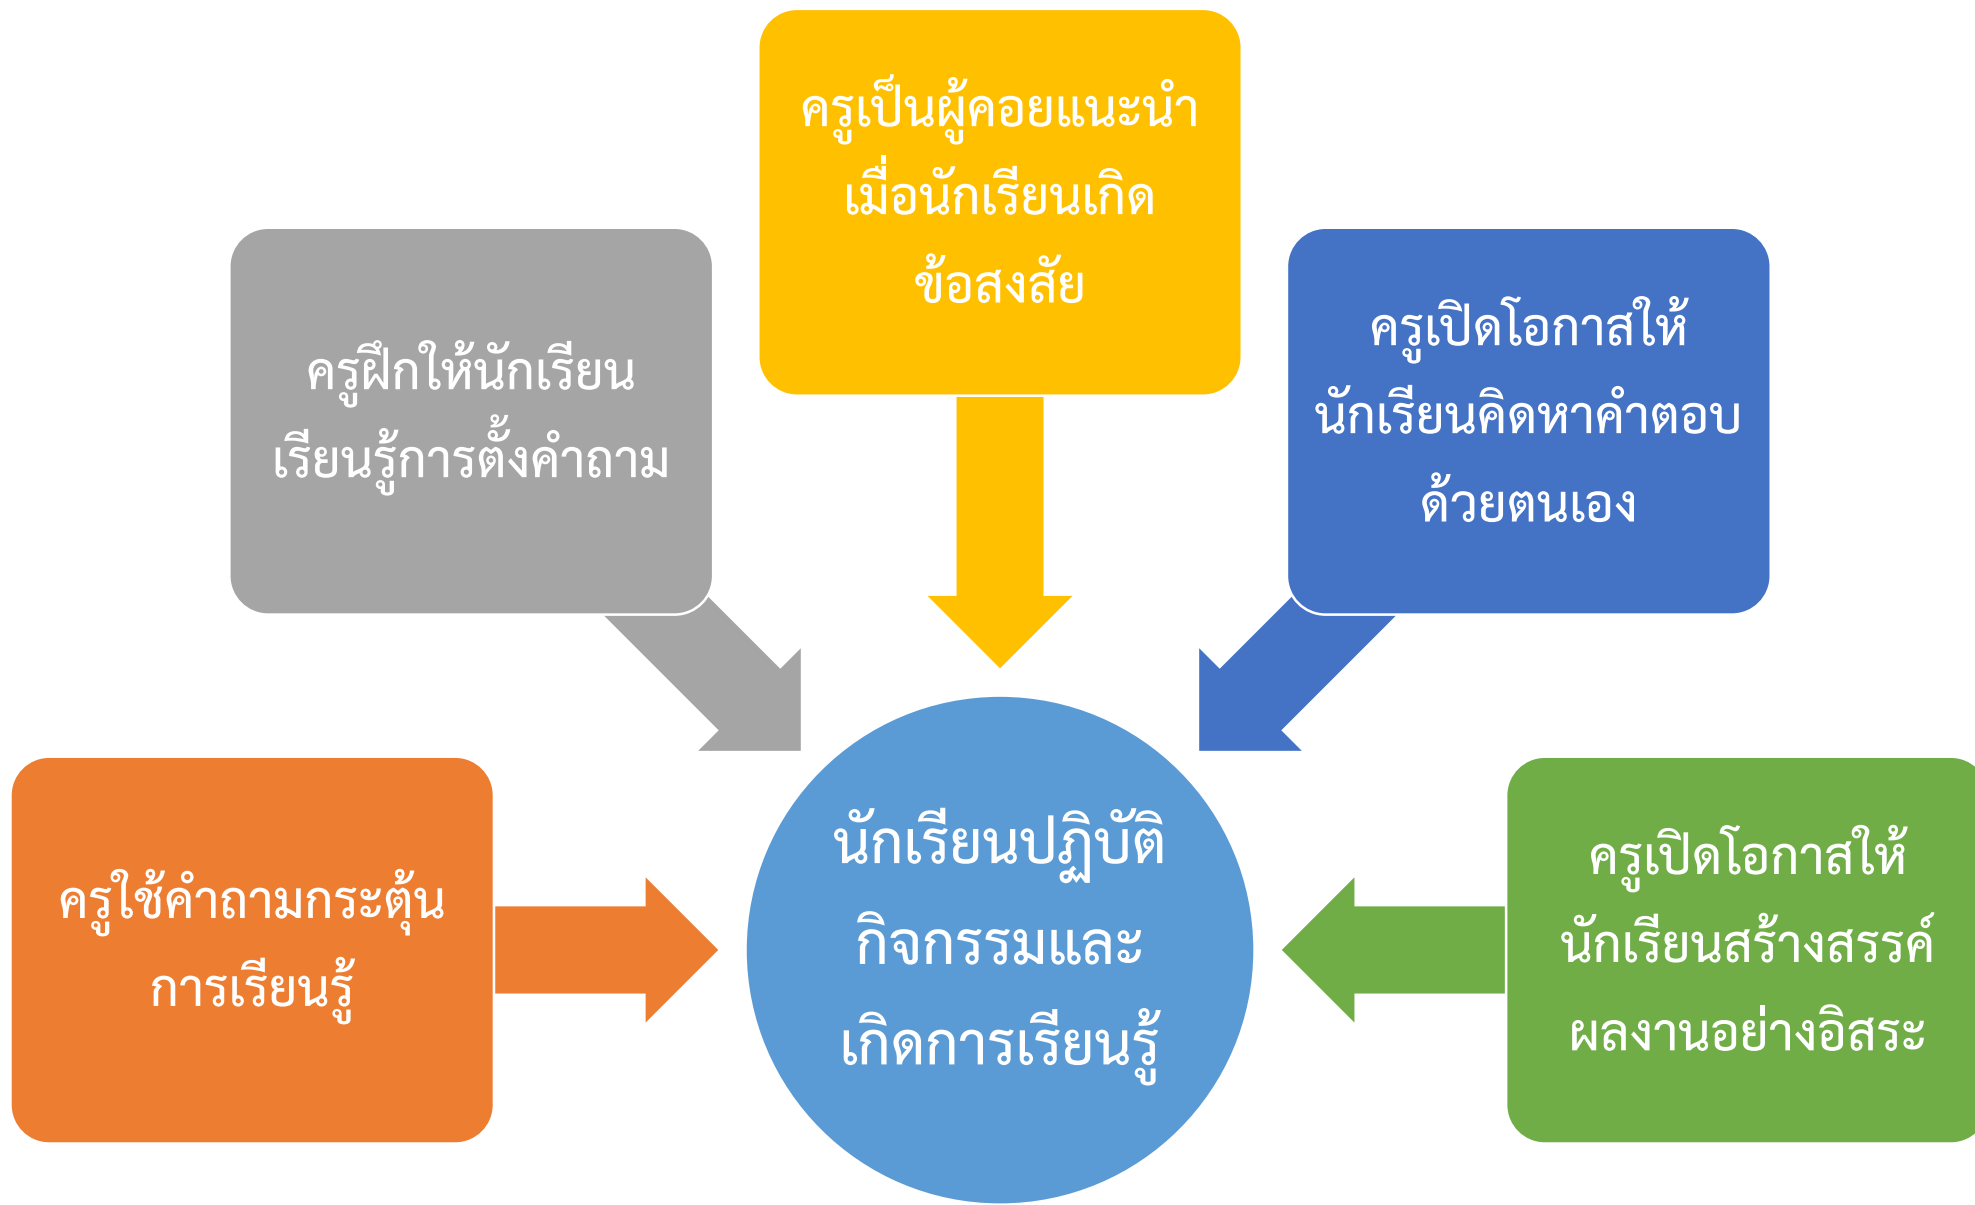 ครูเป็นผู้คอยแนะนำ
เมื่อนักเรียนเกิด
ข้อสงสัย
ครูฝึกให้นักเรียน
เรียนรู้การตั้งคำถาม
ครูเปิดโอกาสให้
นักเรียนคิดหาคำตอบ
ด้วยตนเอง
ครูใช้คำถามกระตุ้น
การเรียนรู้
นักเรียนปฏิบัติ
กิจกรรมและ
เกิดการเรียนรู้
ครูเปิดโอกาสให้
นักเรียนสร้างสรรค์
ผลงานอย่างอิสระ